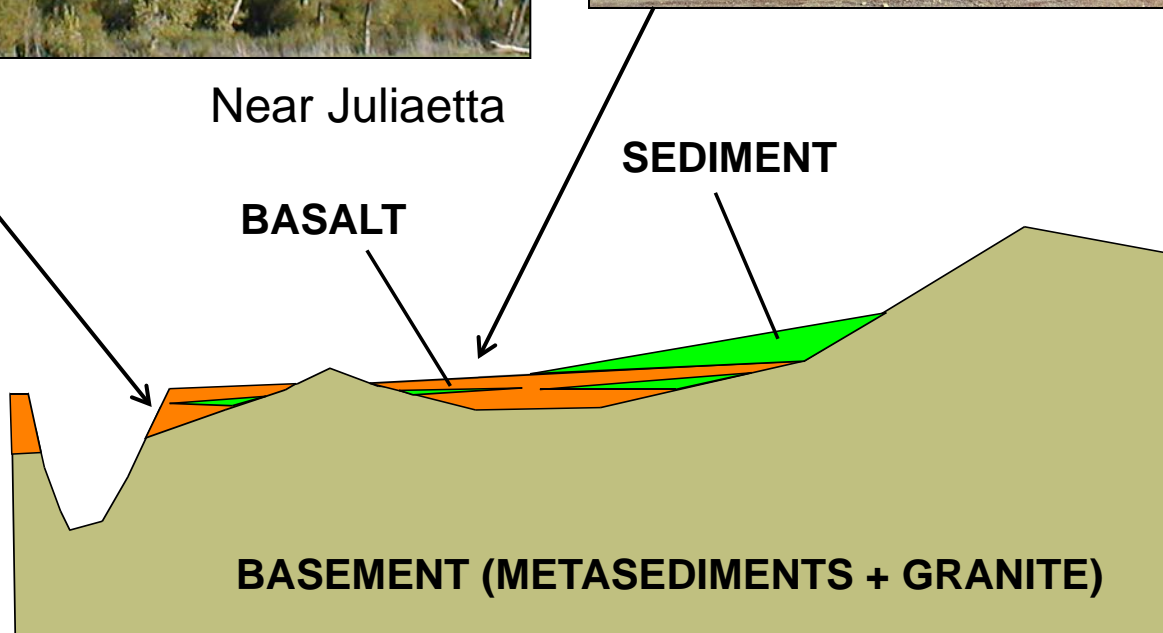 Near Juliaetta
SEDIMENT
BASALT
BASEMENT (METASEDIMENTS + GRANITE)